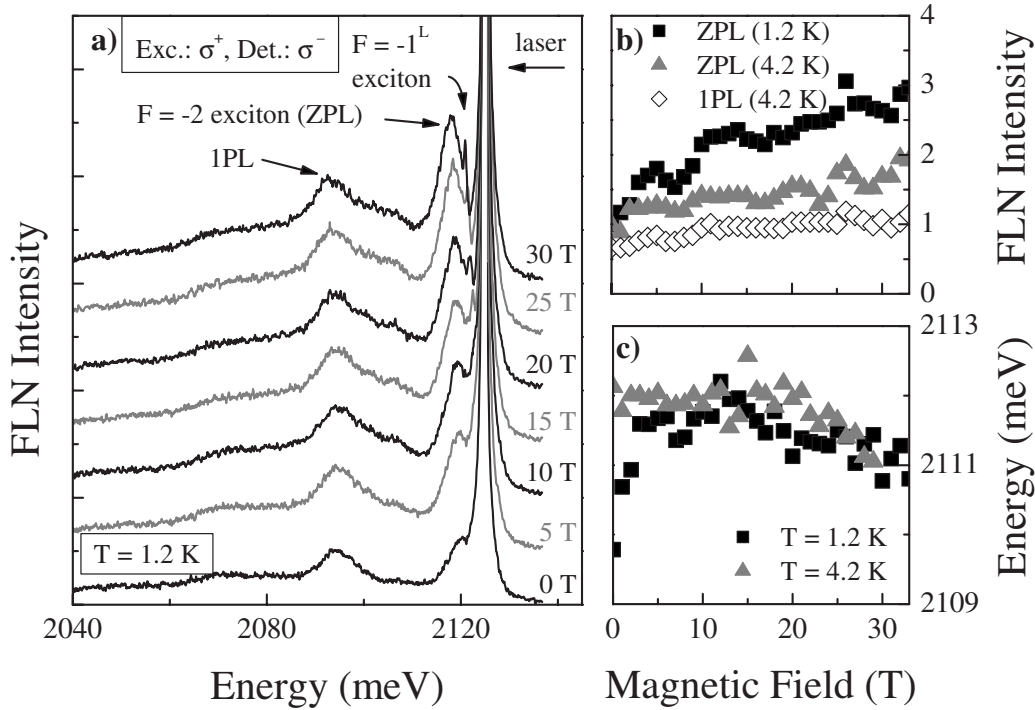 a)
Exc.: σ⁺, Det.: σ⁻
F = -1ᴸ
exciton
laser
F = -2 exciton (ZPL)
1PL
30 T
25 T
20 T
15 T
10 T
5 T
0 T
T = 1.2 K
FLN Intensity
2040 2080 2120
Energy (meV)
b)
ZPL (1.2 K)
ZPL (4.2 K)
1PL (4.2 K)
4
3
2
1
0
FLN Intensity
c)
T = 1.2 K
T = 4.2 K
2113
2111
2109
Energy (meV)
0 10 20 30
Magnetic Field (T)